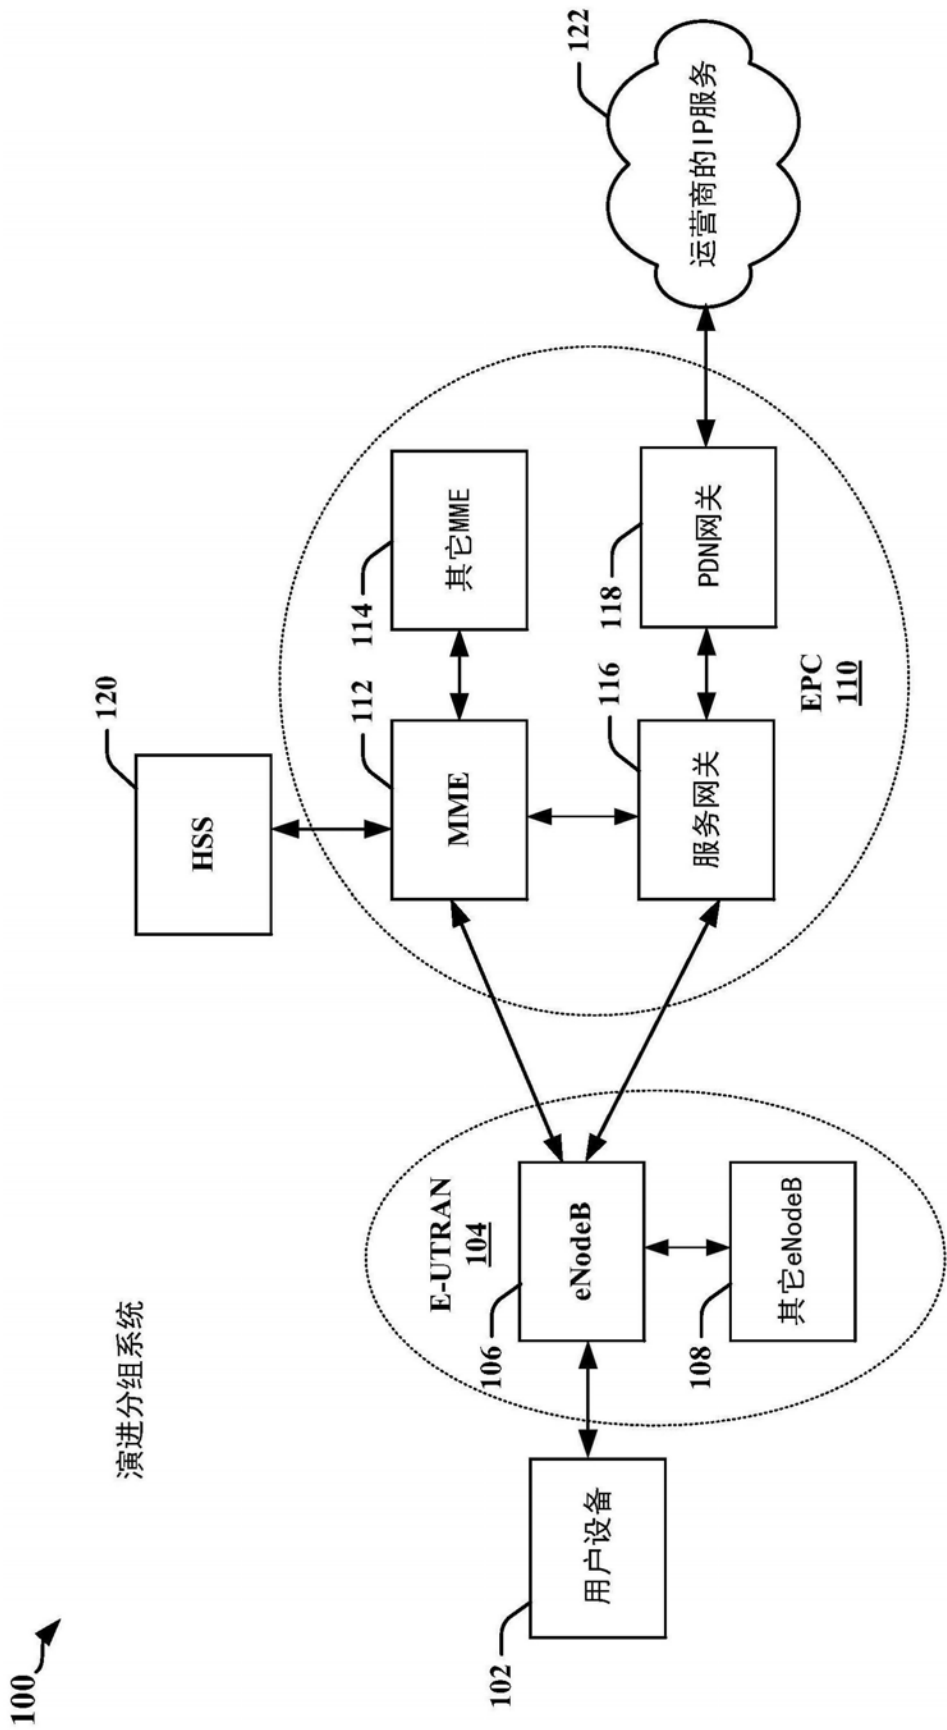 100
演进分组系统
120
HSS
102
用户设备
E-UTRAN
104
106
eNodeB
108
其它eNodeB
112
MME
114
其它MME
116
服务网关
118
PDN网关
EPC
110
122
运营商的IP服务